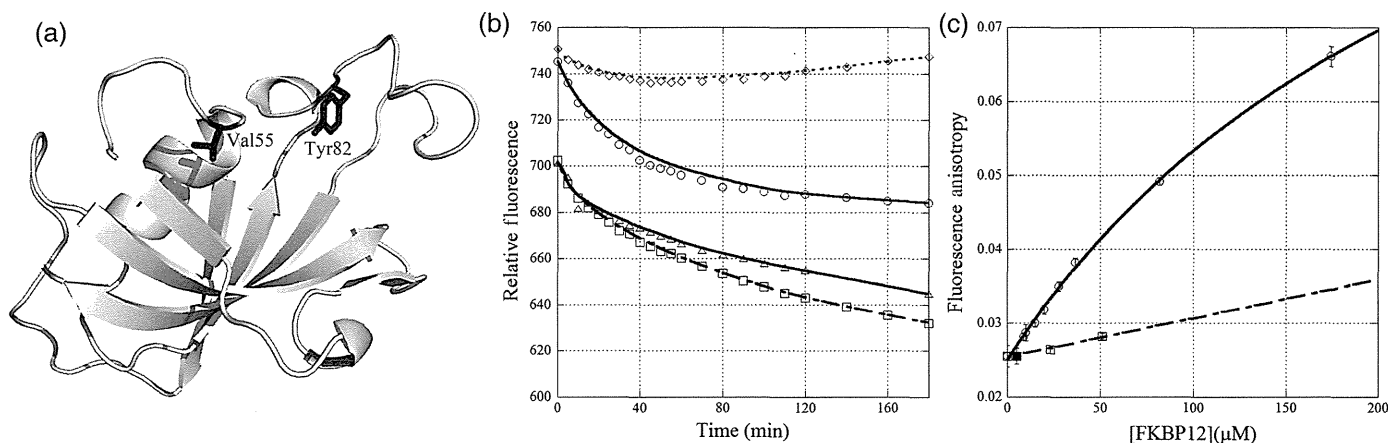 (a)
Val55
Tyr82
(b)
Relative fluorescence
760
740
720
700
680
660
640
620
600
0
40
80
120
160
Time (min)
(c)
Fluorescence anisotropy
0.07
0.06
0.05
0.04
0.03
0.02
0
50
100
150
200
[FKBP12](μM)